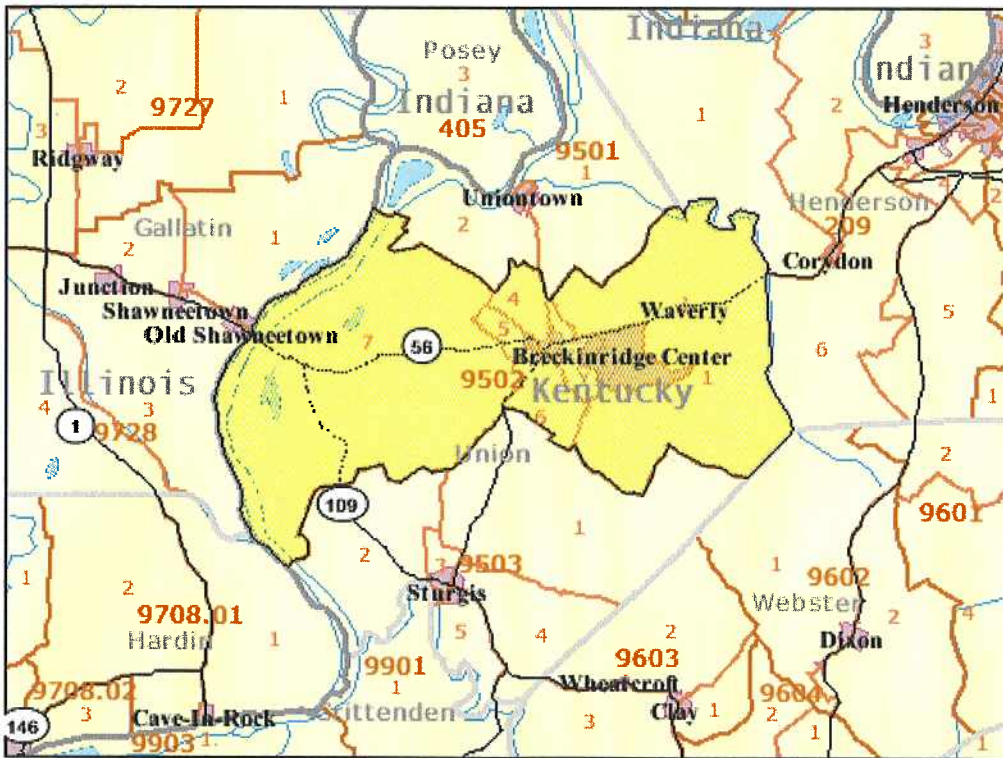 Indiana
Posey
3
3
Indiana
Indiana
2
1
2
9727
405
1
Henderson
1
3
9501
Ridgway
1
Uniontown
Henderson
2
Gallatin
209
2
1
Corydon
Junction
4
Shawneetown
Waverly
5
Old Shawneetown
5
7
56
6
Breckinridge Center
9502
1
Illinois
Kentucky
4
3
6
1
1
9728
Union
2
109
9601
1
2
1
3
9503
1
9602
2
Sturgis
Webster
2
4
9708.01
Hardin
1
5
4
2
Dixon
9901
9603
9708.02
1
Wheatcroft
9604
3
Cave-In-Rock
Crittenden
Clay
1
2
146
3
1
9903
1
1